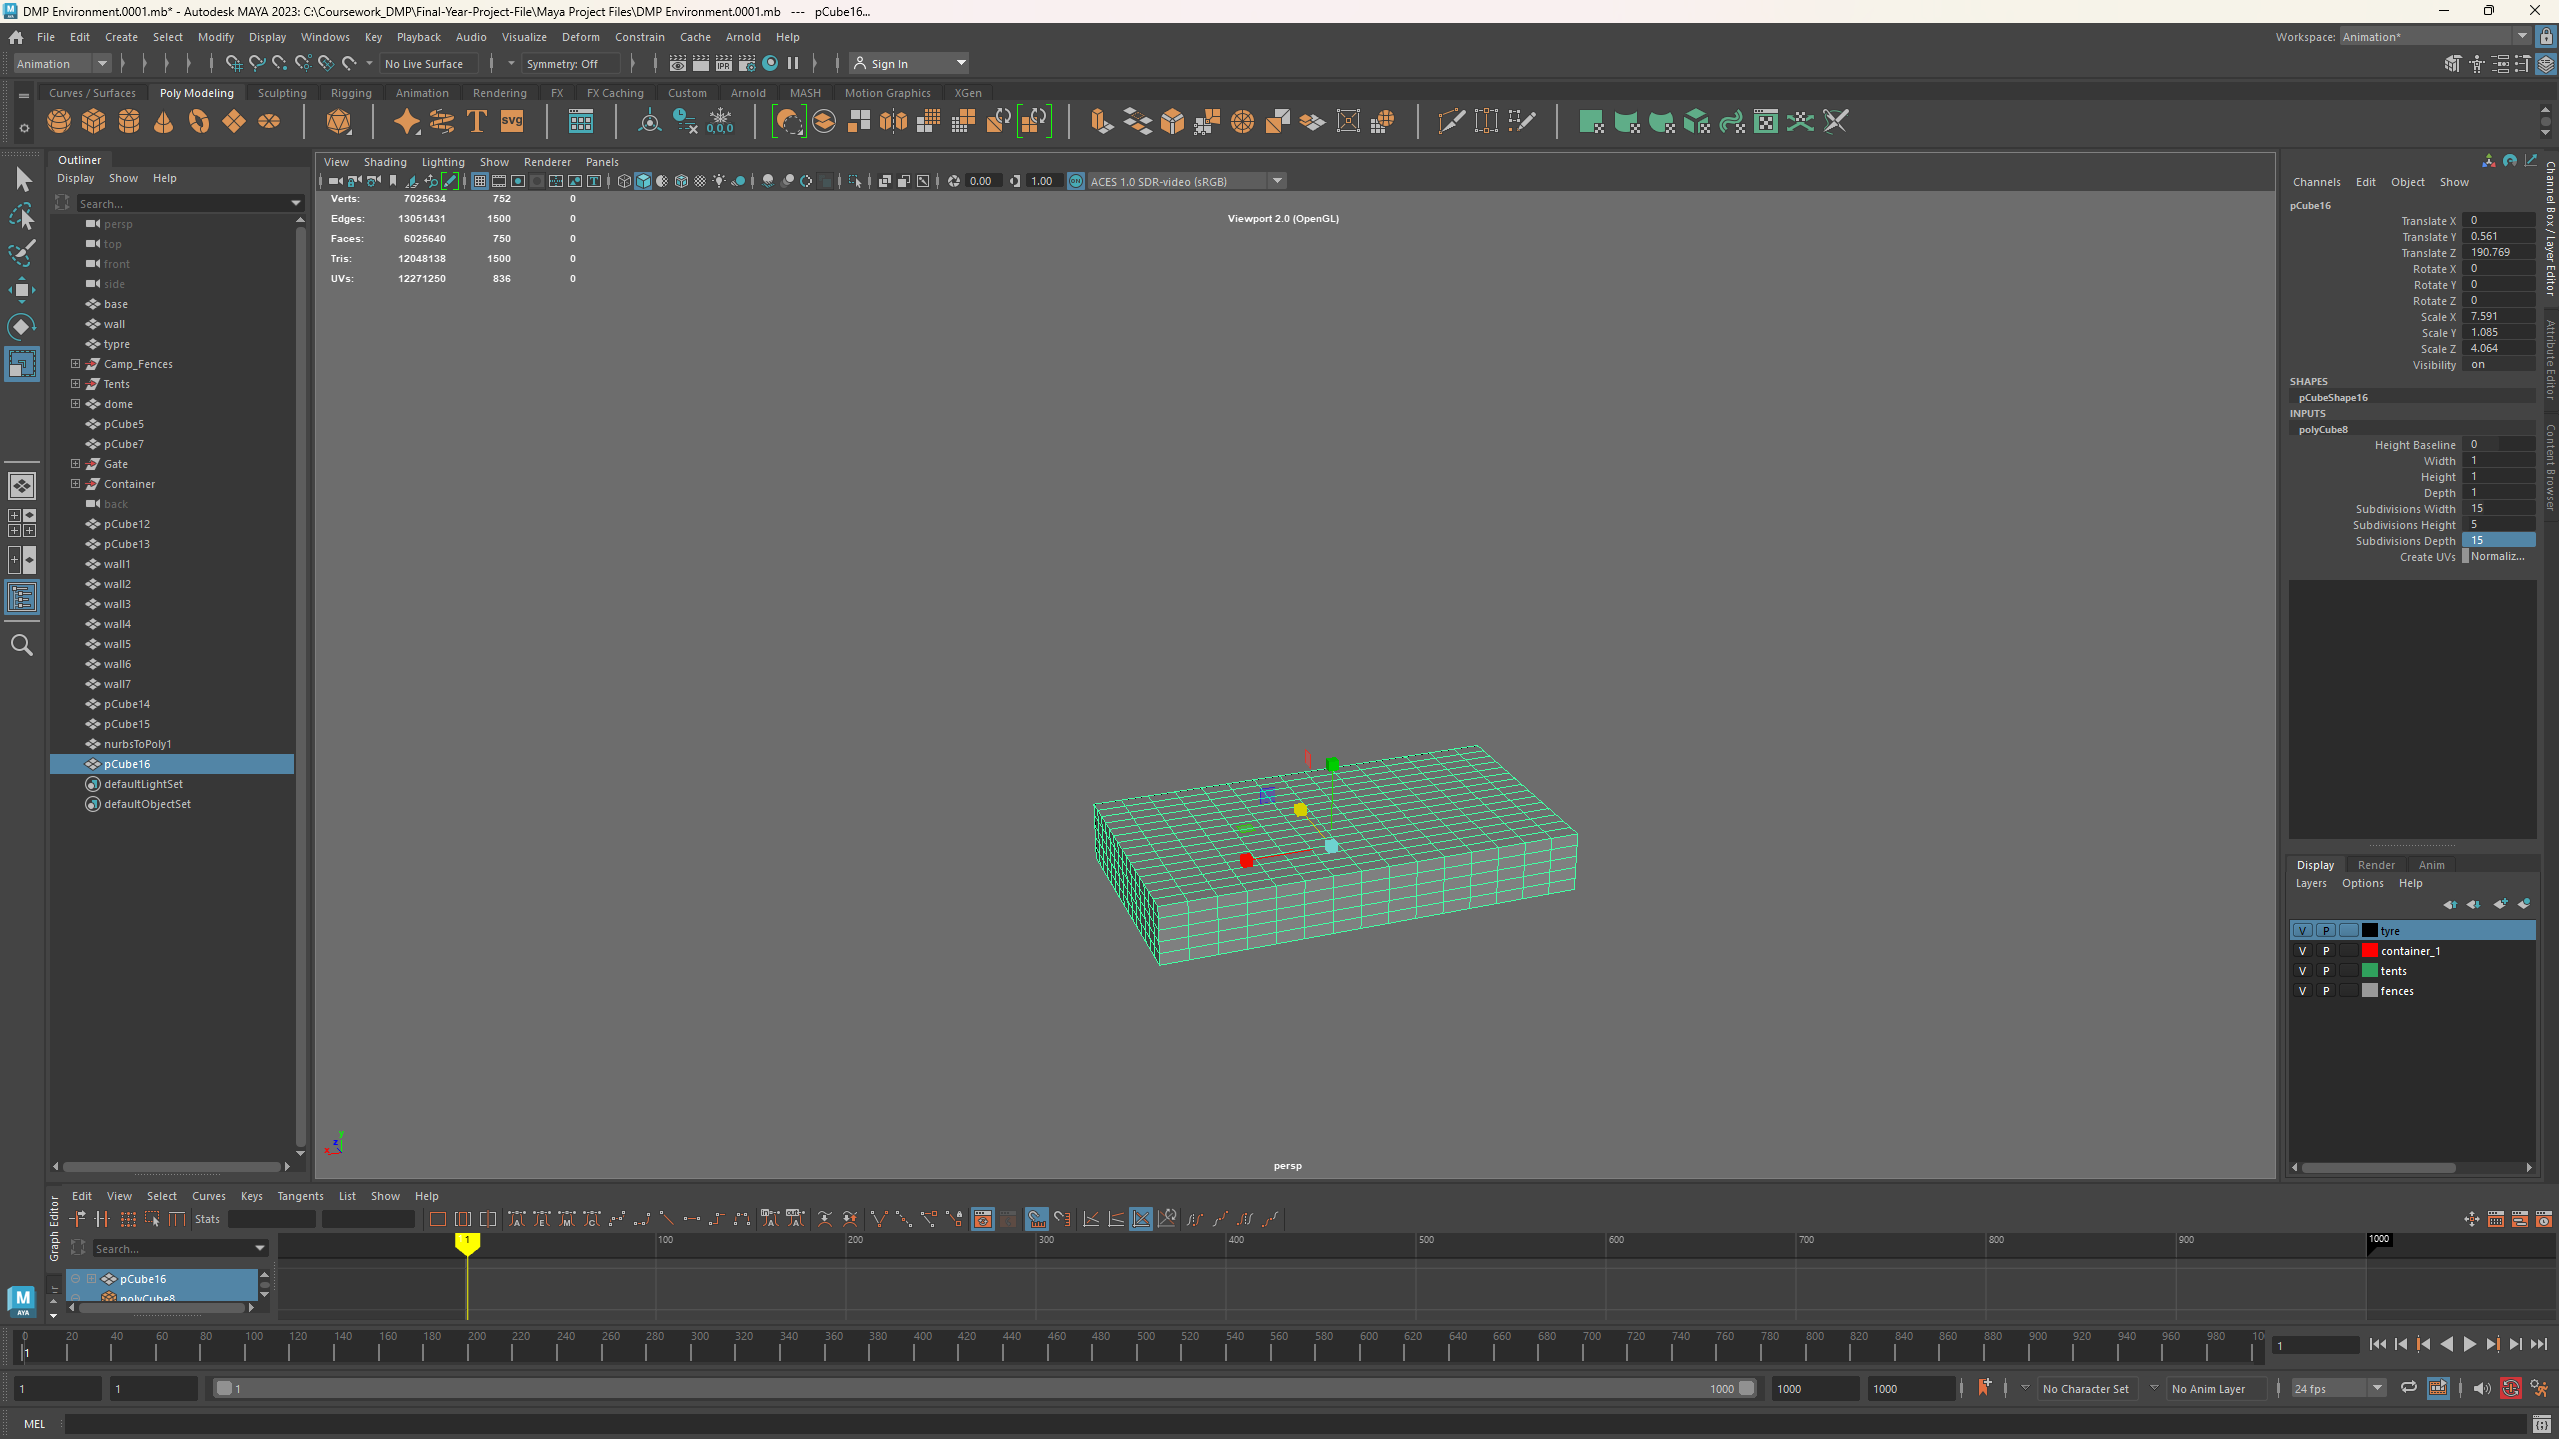 DMP Environment.0001.mb* - Autodesk MAYA 2023: C:\Coursework_DMP\Final-Year-Project-File\Maya Project Files\DMP Environment.0001.mb --- pCube16...
File Edit Create Select Modify Display Windows Key Playback Audio Visualize Deform Constrain Cache Arnold Help
Workspace: Animation*
Animation No Live Surface Symmetry: Off IPR Sign In
Curves / Surfaces Poly Modeling Sculpting Rigging Animation Rendering FX FX Caching Custom Arnold MASH Motion Graphics XGen
T SVG 0,0,0
Outliner
Display Show Help
Search...
persp
top
front
side
base
wall
typre
Camp_Fences
Tents
dome
pCube5
pCube7
Gate
Container
back
pCube12
pCube13
wall1
wall2
wall3
wall4
wall5
wall6
wall7
pCube14
pCube15
nurbsToPoly1
pCube16
defaultLightSet
defaultObjectSet
View Shading Lighting Show Renderer Panels
0.00 1.00 ACES 1.0 SDR-video (sRGB)
Verts: 7025634 752 0
Edges: 13051431 1500 0
Faces: 6025640 750 0
Tris: 12048138 1500 0
UVs: 12271250 836 0
Viewport 2.0 (OpenGL)
y
z
x
persp
Channels Edit Object Show
pCube16
Translate X 0
Translate Y 0.561
Translate Z 190.769
Rotate X 0
Rotate Y 0
Rotate Z 0
Scale X 7.591
Scale Y 1.085
Scale Z 4.064
Visibility on
SHAPES
pCubeShape16
INPUTS
polyCube8
Height Baseline 0
Width 1
Height 1
Depth 1
Subdivisions Width 15
Subdivisions Height 5
Subdivisions Depth 15
Create UVs Normaliz...
Channel Box / Layer Editor
Attribute Editor
Content Browser
Display Render Anim
Layers Options Help
V P tyre
V P container_1
V P tents
V P fences
Graph Editor
Edit View Select Curves Keys Tangents List Show Help
Stats
Search...
pCube16
polyCube8
1 100 200 300 400 500 600 700 800 900 1000
M
AYA
0 20 40 60 80 100 120 140 160 180 200 220 240 260 280 300 320 340 360 380 400 420 440 460 480 500 520 540 560 580 600 620 640 660 680 700 720 740 760 780 800 820 840 860 880 900 920 940 960 980 10
1
1
1 1 1 1000 1000 1000 No Character Set No Anim Layer 24 fps
MEL